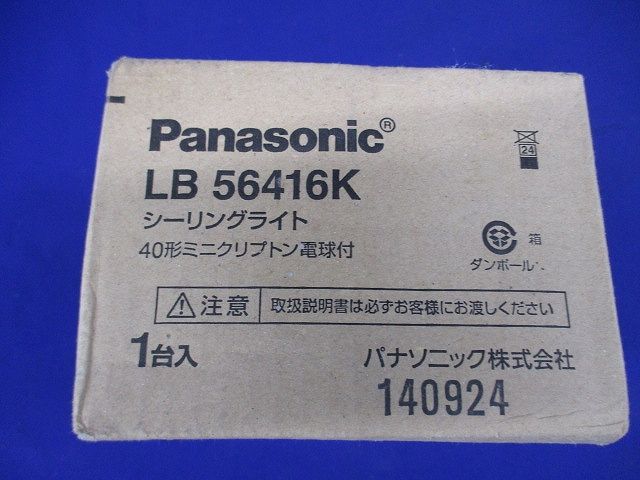 Panasonic®
LB 56416K
シーリングライト
40形ミニクリプトン電球付
24
箱
ダンボール
注意 取扱説明書は必ずお客様にお渡しください
1台入
パナソニック株式会社
140924